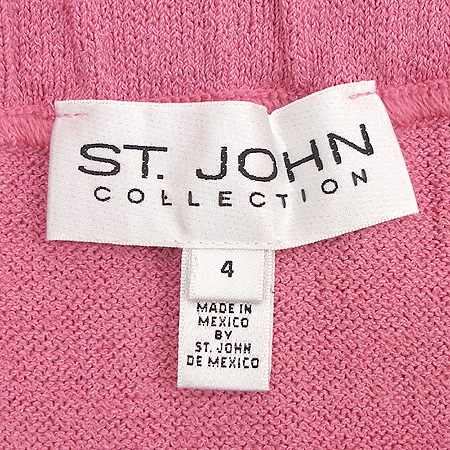 ST. JOHN
COLLECTION
4
MADE IN
MEXICO
BY
ST. JOHN
DE MEXICO